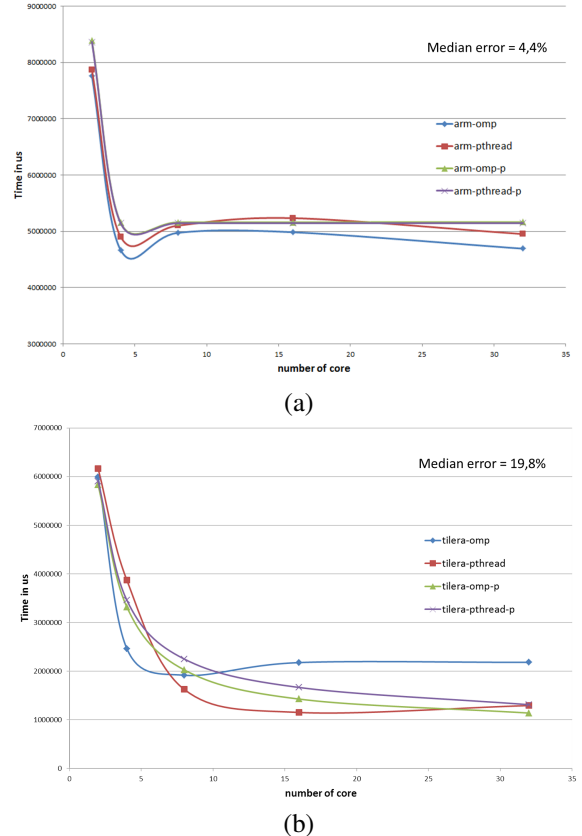 9000000
Median error = 4,4%
8000000
7000000
arm-omp
arm-pthread
6000000
arm-omp-p
arm-pthread-p
Time in us
5000000
4000000
3000000
0 5 10 15 20 25 30 35
number of core
(a)
7000000
Median error = 19,8%
6000000
5000000
tilera-omp
tilera-pthread
4000000
tilera-omp-p
Time in us
tilera-pthread-p
3000000
2000000
1000000
0
0 5 10 15 20 25 30 35
number of core
(b)